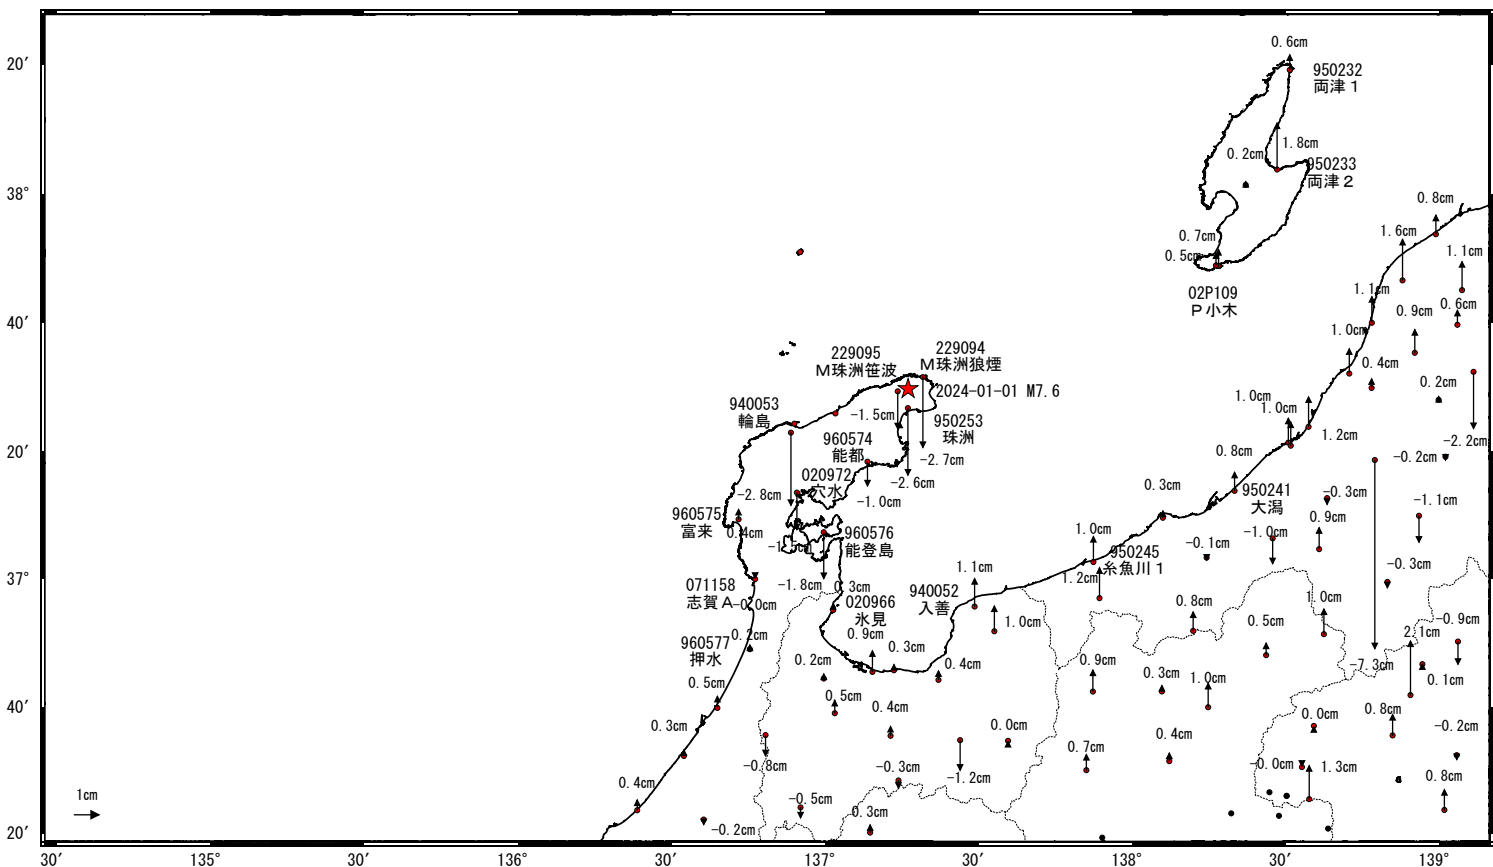 0.6cm
20′
950232
両津１
1.8cm
0.2cm
950233
両津２
38°
0.8cm
0.7cm
1.6cm
0.5cm
1.1cm
02P109
Ｐ小木
1.1cm
0.6cm
0.9cm
40′
1.0cm
229095
Ｍ珠洲笹波
229094
Ｍ珠洲狼煙
0.4cm
0.2cm
2024-01-01 M7.6
940053
輪島
-1.5cm
950253
珠洲
1.0cm
1.0cm
1.2cm
-2.2cm
960574
能都
20′
-2.7cm
0.8cm
-0.2cm
020972
穴水
-2.6cm
-2.8cm
-1.0cm
950241
大潟
-0.3cm
-1.1cm
0.3cm
960575
富来
0.4cm
960576
能登島
1.0cm
-1.0cm
0.9cm
-0.1cm
950245
糸魚川１
37°
-1.8cm
0.3cm
1.1cm
1.2cm
-0.3cm
071158
志賀Ａ
-0.0cm
020966
氷見
940052
入善
1.0cm
0.8cm
1.0cm
-0.9cm
960577
押水
0.2cm
0.9cm
0.3cm
0.5cm
2.1cm
0.2cm
0.4cm
0.9cm
0.3cm
1.0cm
-7.3cm
0.1cm
0.5cm
0.5cm
40′
0.4cm
0.0cm
0.8cm
0.3cm
0.0cm
0.4cm
-0.2cm
-0.8cm
-0.3cm
-1.2cm
0.7cm
-0.0cm
1.3cm
0.4cm
0.8cm
1cm
-0.5cm
0.3cm
-0.2cm
20′
30′
135°
30′
136°
30′
137°
30′
138°
30′
139°